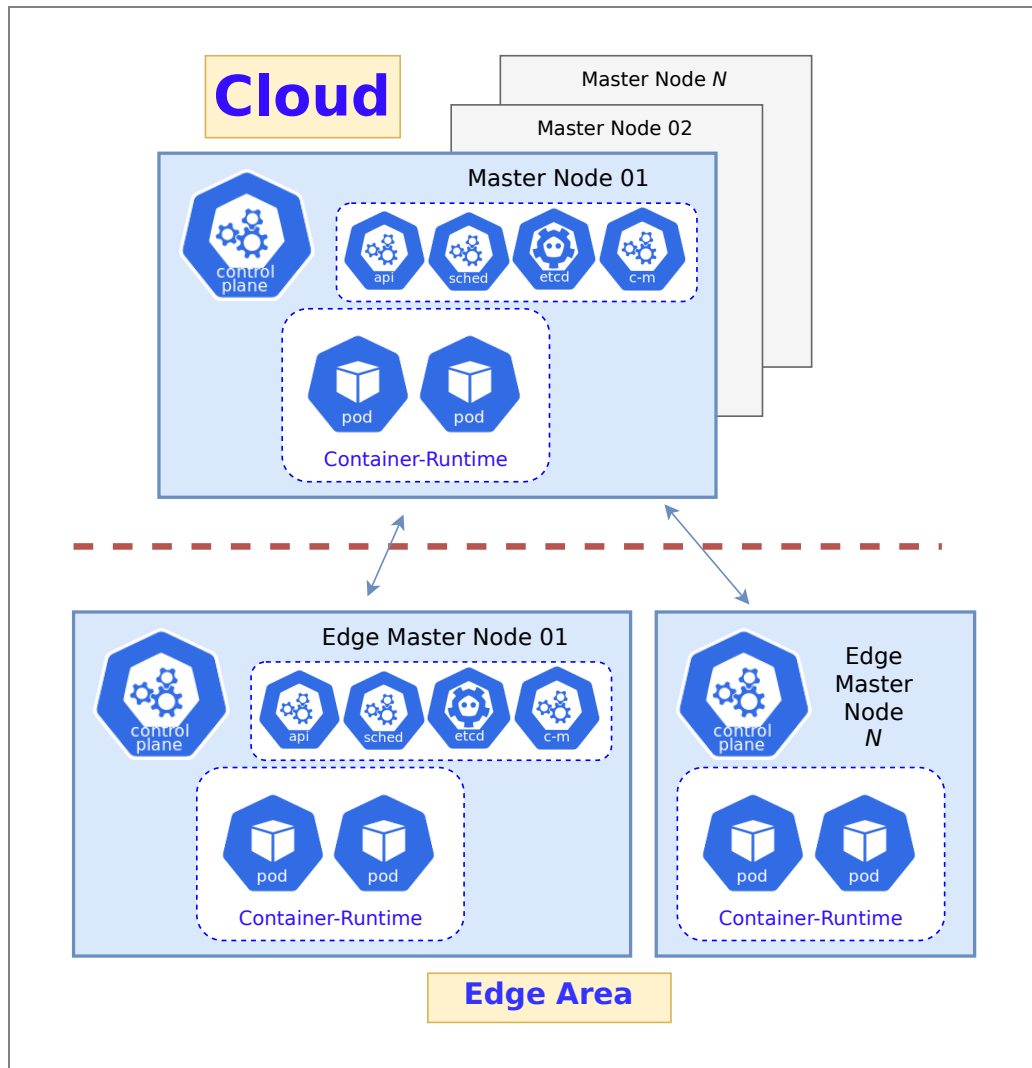 Cloud
Master Node N
Master Node 02
Master Node 01
control
plane
api
sched
etcd
c-m
pod
pod
Container-Runtime
Edge Master Node 01
control
plane
api
sched
etcd
c-m
pod
pod
Container-Runtime
control
plane
Edge
Master
Node
N
pod
pod
Container-Runtime
Edge Area